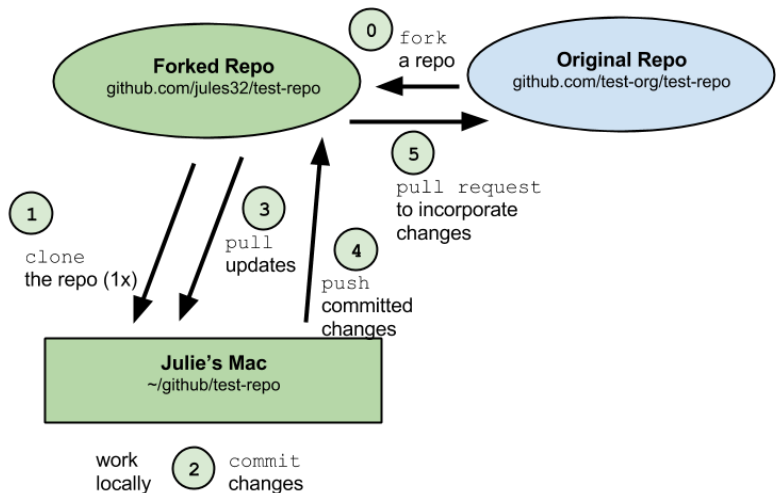 0
fork
a repo
Forked Repo
github.com/jules32/test-repo
Original Repo
github.com/test-org/test-repo
5
pull request
to incorporate
changes
1
clone
the repo (1x)
3
pull
updates
4
push
committed
changes
Julie's Mac
~/github/test-repo
work
locally
2
commit
changes